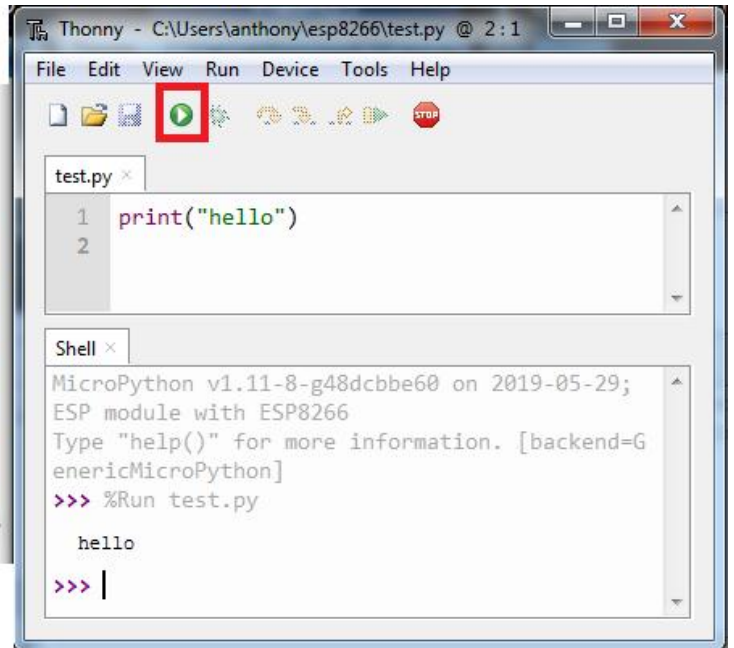 Thonny - C:\Users\anthony\esp8266\test.py @ 2:1
File Edit View Run Device Tools Help
STOP
test.py ×
1 print("hello")
2
Shell ×
MicroPython v1.11-8-g48dcbbe60 on 2019-05-29;
ESP module with ESP8266
Type "help()" for more information. [backend=G
enericMicroPython]
>>> %Run test.py
hello
>>>